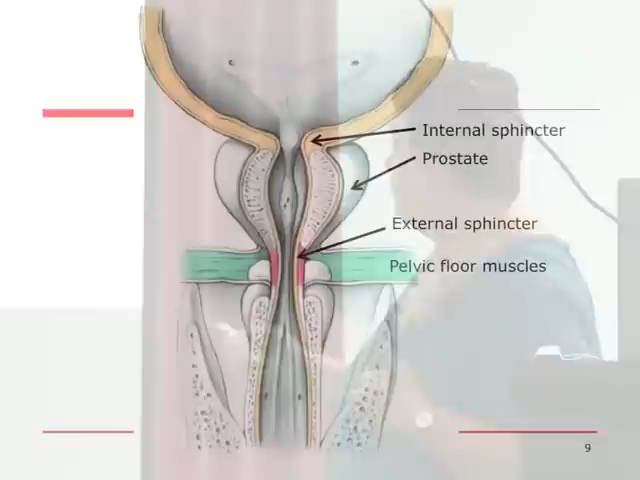 Internal sphincter
Prostate
External sphincter
Pelvic floor muscles
9